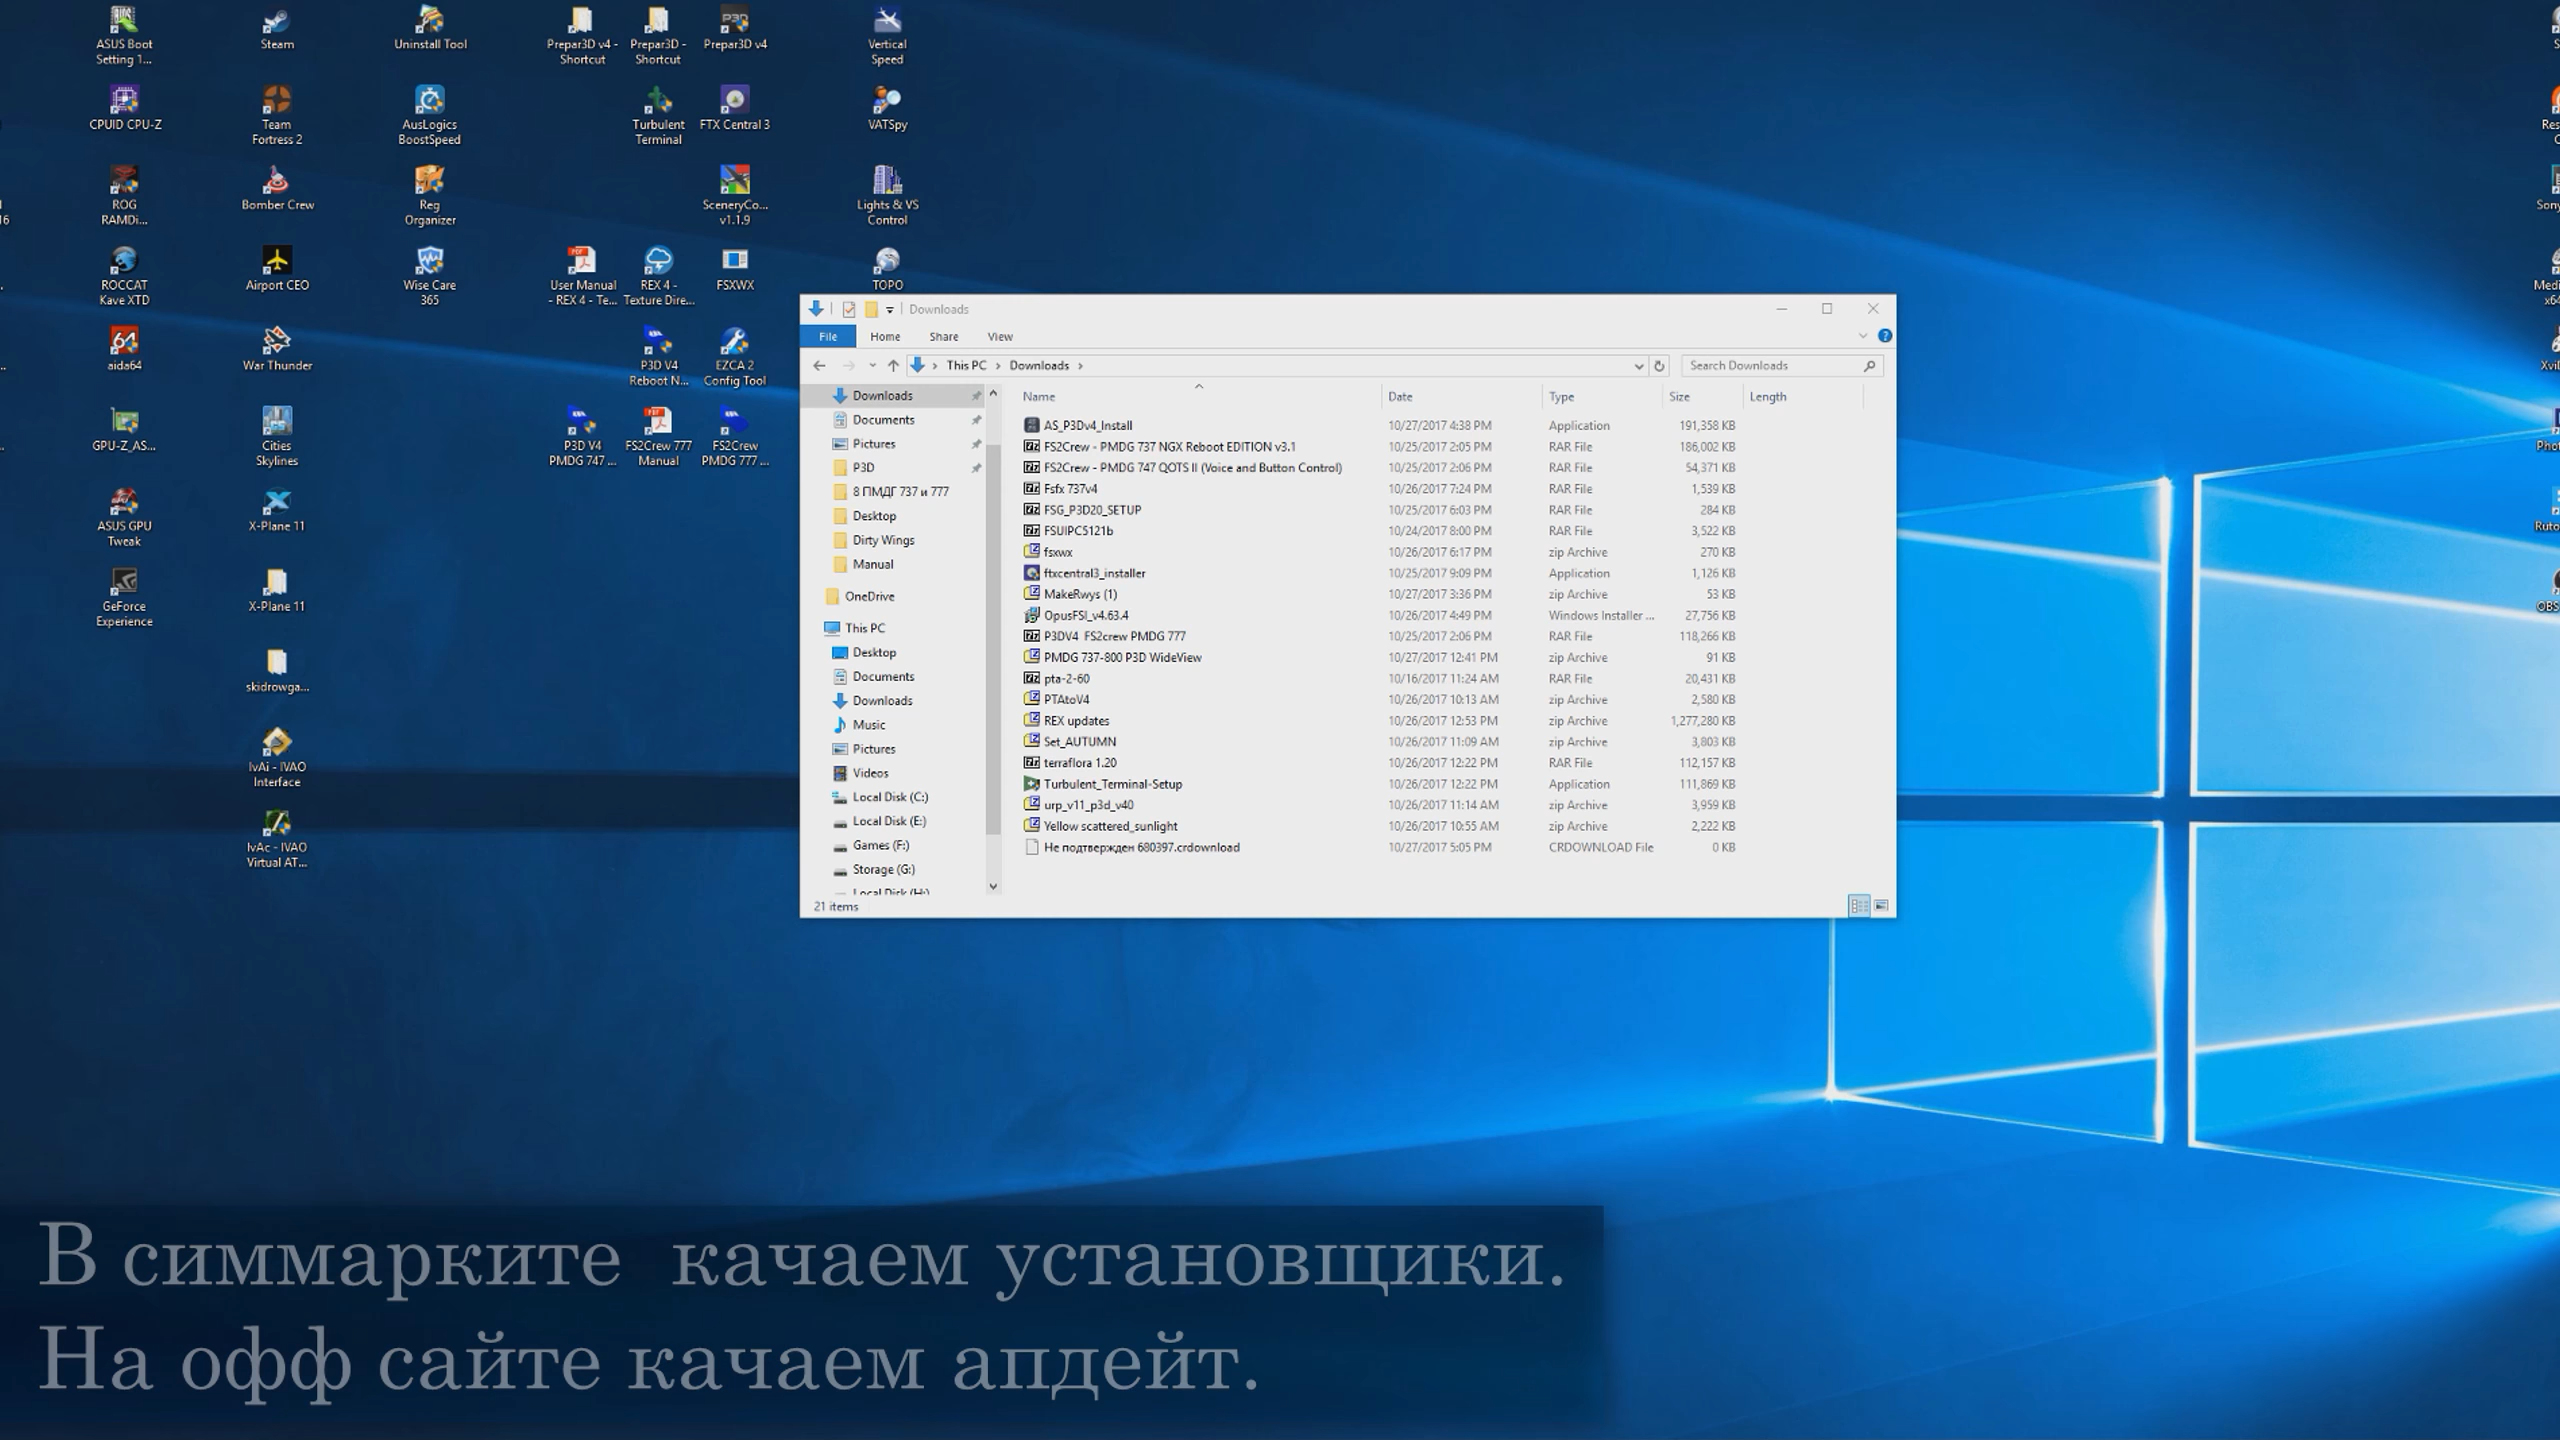 ASUS Boot
Setting 1...
Steam
Uninstall Tool
Prepar3D v4 -
Shortcut
Prepar3D -
Shortcut
Prepar3D v4
Vertical
Speed
CPUID CPU-Z
Team
Fortress 2
AusLogics
BoostSpeed
Turbulent
Terminal
FTX Central 3
VATSpy
ROG
RAMDi...
Bomber Crew
Reg
Organizer
SceneryCo...
v1.1.9
Lights & VS
Control
ROCCAT
Kave XTD
Airport CEO
Wise Care
365
User Manual
- REX 4 - Te...
REX 4 -
Texture Dire...
FSXWX
TOPO
aida64
War Thunder
P3D V4
Reboot N...
EZCA 2
Config Tool
GPU-Z_AS...
Cities
Skylines
P3D V4
PMDG 747 ...
FS2Crew 777
Manual
FS2Crew
PMDG 777 ...
ASUS GPU
Tweak
X-Plane 11
GeForce
Experience
X-Plane 11
skidrowga...
IvAi - IVAO
Interface
IvAc - IVAO
Virtual AT...
Downloads
File Home Share View
This PC › Downloads ›
Search Downloads
Downloads
Documents
Pictures
P3D
8 ПМДГ 737 и 777
Desktop
Dirty Wings
Manual
OneDrive
This PC
Desktop
Documents
Downloads
Music
Pictures
Videos
Local Disk (C:)
Local Disk (E:)
Games (F:)
Storage (G:)
Local Disk (H:)
Name Date Type Size Length
AS_P3Dv4_Install 10/27/2017 4:38 PM Application 191,358 KB
FS2Crew - PMDG 737 NGX Reboot EDITION v3.1 10/25/2017 2:05 PM RAR File 186,002 KB
FS2Crew - PMDG 747 QOTS II (Voice and Button Control) 10/25/2017 2:06 PM RAR File 54,371 KB
Fsfx 737v4 10/26/2017 7:24 PM RAR File 1,539 KB
FSG_P3D20_SETUP 10/25/2017 6:03 PM RAR File 284 KB
FSUIPC5121b 10/24/2017 8:00 PM RAR File 3,522 KB
fsxwx 10/26/2017 6:17 PM zip Archive 270 KB
ftxcentral3_installer 10/25/2017 9:09 PM Application 1,126 KB
MakeRwys (1) 10/27/2017 3:36 PM zip Archive 53 KB
OpusFSI_v4.63.4 10/26/2017 4:49 PM Windows Installer ... 27,756 KB
P3DV4 FS2crew PMDG 777 10/25/2017 2:06 PM RAR File 118,266 KB
PMDG 737-800 P3D WideView 10/27/2017 12:41 PM zip Archive 91 KB
pta-2-60 10/16/2017 11:24 AM RAR File 20,431 KB
PTAtoV4 10/26/2017 10:13 AM zip Archive 2,580 KB
REX updates 10/26/2017 12:53 PM zip Archive 1,277,280 KB
Set_AUTUMN 10/26/2017 11:09 AM zip Archive 3,803 KB
terraflora 1.20 10/26/2017 12:22 PM RAR File 112,157 KB
Turbulent_Terminal-Setup 10/26/2017 12:22 PM Application 111,869 KB
urp_v11_p3d_v40 10/26/2017 11:14 AM zip Archive 3,959 KB
Yellow scattered_sunlight 10/26/2017 10:55 AM zip Archive 2,222 KB
Не подтвержден 680397.crdownload 10/27/2017 5:05 PM CRDOWNLOAD File 0 KB
21 items
В симмарките качаем установщики.
На офф сайте качаем апдейт.